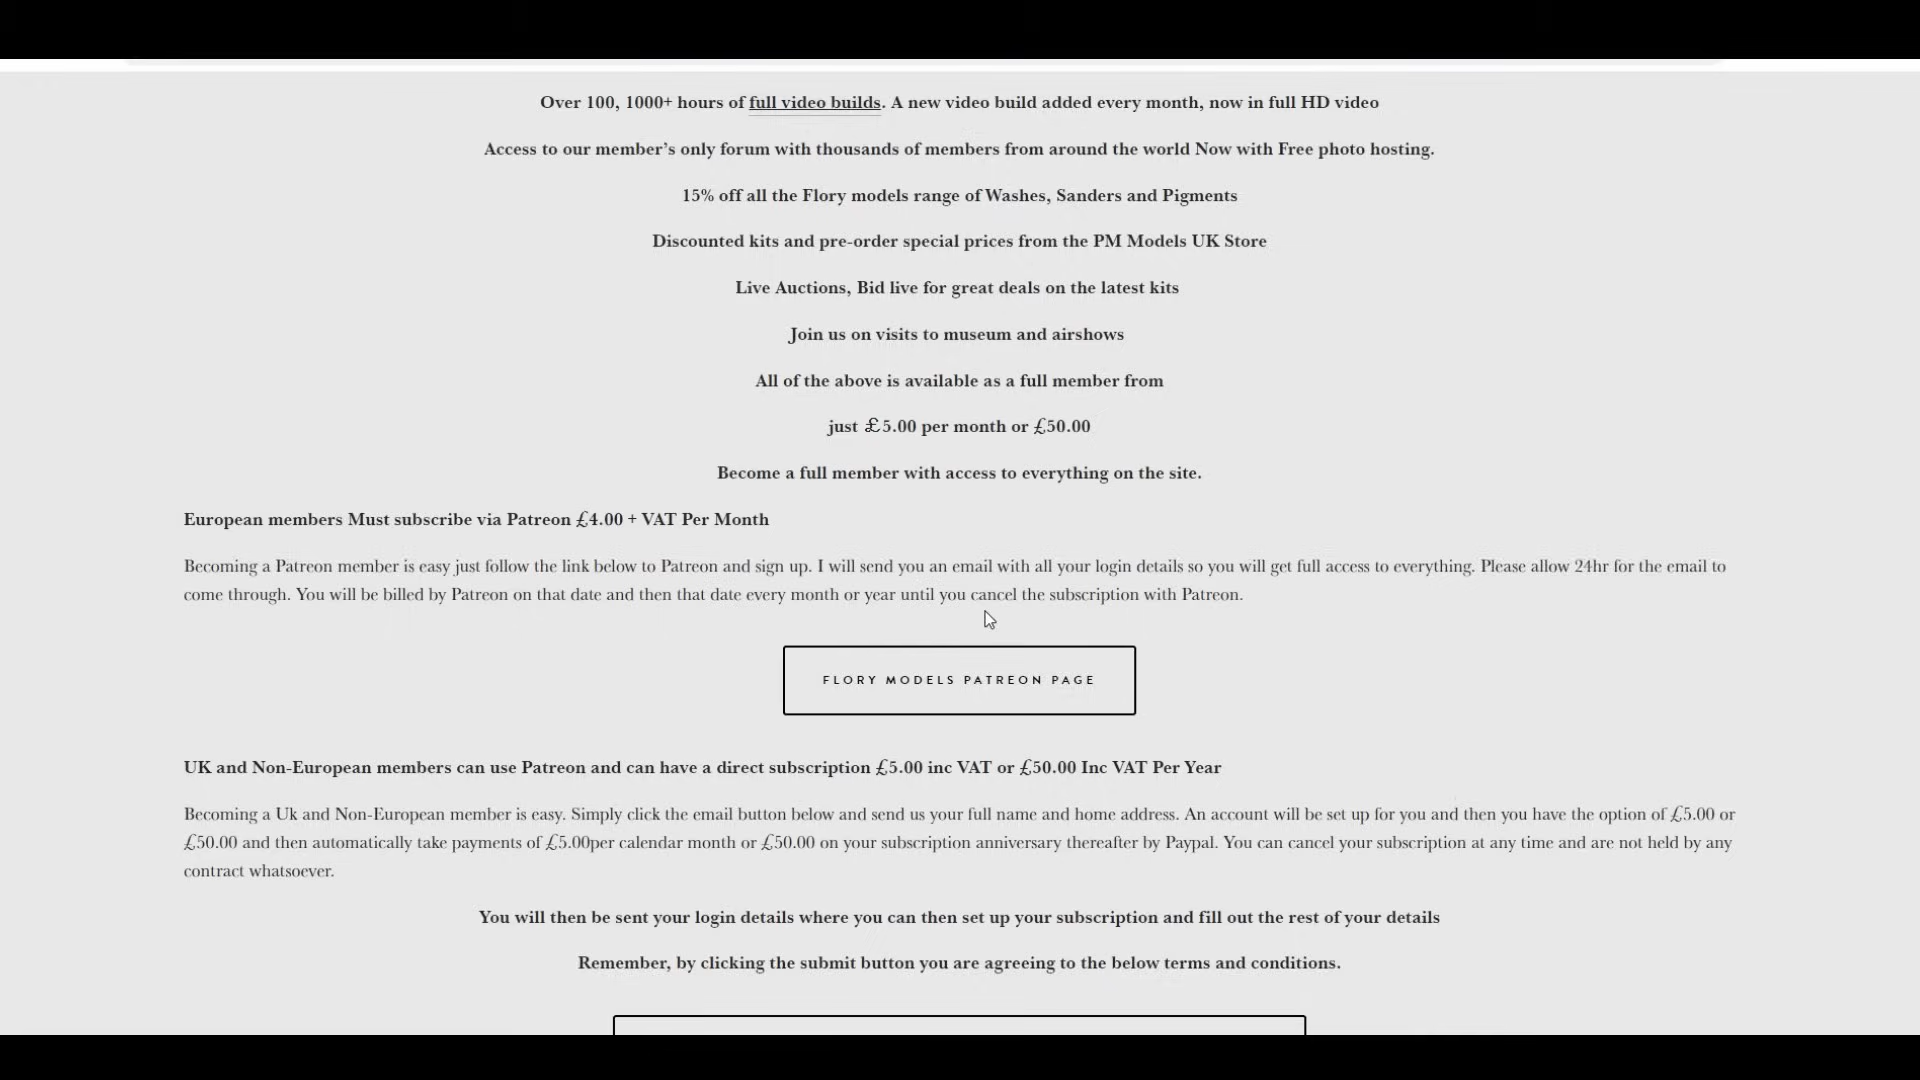 Over 100, 1000+ hours of full video builds. A new video build added every month, now in full HD video
Access to our member's only forum with thousands of members from around the world Now with Free photo hosting.
15% off all the Flory models range of Washes, Sanders and Pigments
Discounted kits and pre-order special prices from the PM Models UK Store
Live Auctions, Bid live for great deals on the latest kits
Join us on visits to museum and airshows
All of the above is available as a full member from
just £5.00 per month or £50.00
Become a full member with access to everything on the site.
European members Must subscribe via Patreon £4.00 + VAT Per Month
Becoming a Patreon member is easy just follow the link below to Patreon and sign up. I will send you an email with all your login details so you will get full access to everything. Please allow 24hr for the email to
come through. You will be billed by Patreon on that date and then that date every month or year until you cancel the subscription with Patreon.
FLORY MODELS PATREON PAGE
UK and Non-European members can use Patreon and can have a direct subscription £5.00 inc VAT or £50.00 Inc VAT Per Year
Becoming a Uk and Non-European member is easy. Simply click the email button below and send us your full name and home address. An account will be set up for you and then you have the option of £5.00 or
£50.00 and then automatically take payments of £5.00per calendar month or £50.00 on your subscription anniversary thereafter by Paypal. You can cancel your subscription at any time and are not held by any
contract whatsoever.
You will then be sent your login details where you can then set up your subscription and fill out the rest of your details
Remember, by clicking the submit button you are agreeing to the below terms and conditions.